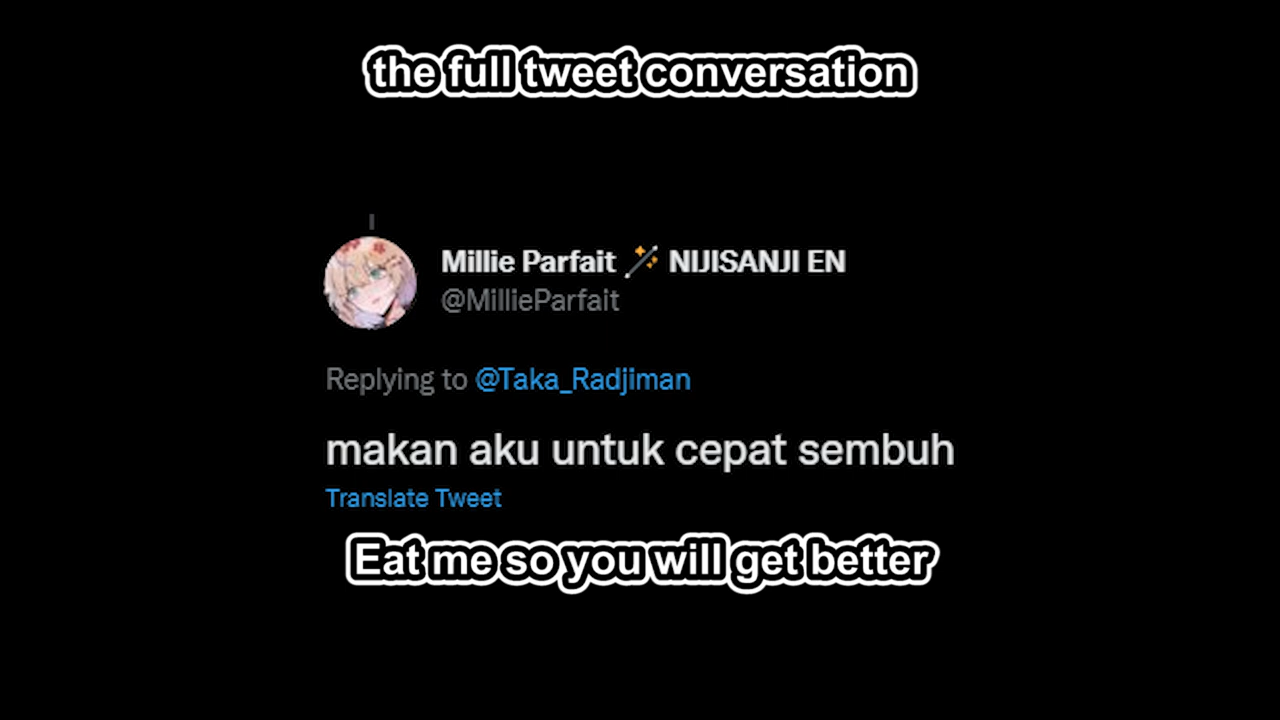 the full tweet conversation
Millie Parfait 🪄 NIJISANJI EN
@MillieParfait
Replying to @Taka_Radjiman
makan aku untuk cepat sembuh
Translate Tweet
Eat me so you will get better